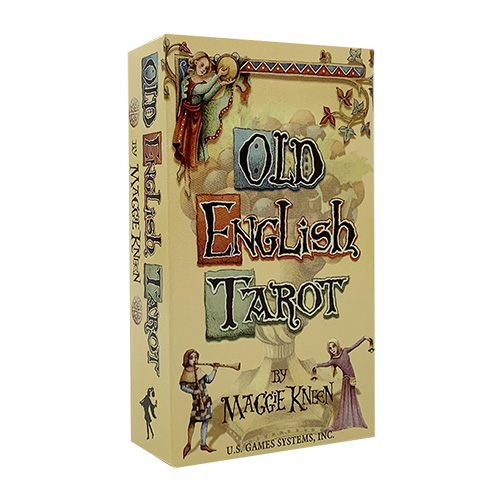 OLD
ENGLISH
TAROT
BY
MAGGIE KNEEN
U.S. GAMES SYSTEMS, INC.
OLD ENGLISH TAROT
BY MAGGIE KNEEN